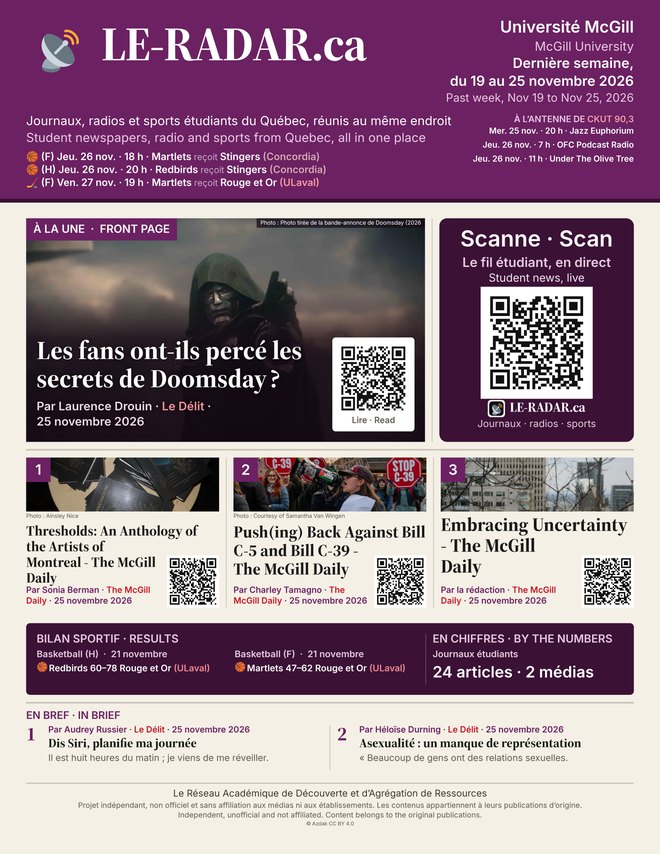 LE-RADAR.ca
Université McGill
McGill University
Dernière semaine,
du 19 au 25 novembre 2026
Past week, Nov 19 to Nov 25, 2026
Journaux, radios et sports étudiants du Québec, réunis au même endroit
Student newspapers, radio and sports from Quebec, all in one place
(F) Jeu. 26 nov. · 18 h · Martlets reçoit Stingers (Concordia)
(H) Jeu. 26 nov. · 20 h · Redbirds reçoit Stingers (Concordia)
(F) Ven. 27 nov. · 19 h · Martlets reçoit Rouge et Or (ULaval)
À L'ANTENNE DE CKUT 90,3
Mer. 25 nov. · 20 h · Jazz Euphorium
Jeu. 26 nov. · 7 h · OFC Podcast Radio
Jeu. 26 nov. · 11 h · Under The Olive Tree
À LA UNE · FRONT PAGE
Photo : Photo tirée de la bande-annonce de Doomsday (2026
Les fans ont-ils percé les
secrets de Doomsday ?
Par Laurence Drouin · Le Délit ·
25 novembre 2026
Lire · Read
Scanne · Scan
Le fil étudiant, en direct
Student news, live
LE-RADAR.ca
Journaux · radios · sports
1
Photo : Ainsley Nice
Thresholds: An Anthology of
the Artists of
Montreal - The McGill
Daily
Par Sonia Berman · The McGill
Daily · 25 novembre 2026
2
C-39
STOP
C-39
Photo : Courtesy of Samantha Van Wingen
Push(ing) Back Against Bill
C-5 and Bill C-39 -
The McGill Daily
Par Charley Tamagno · The
McGill Daily · 25 novembre 2026
3
Embracing Uncertainty
- The McGill
Daily
Par la rédaction · The McGill
Daily · 25 novembre 2026
BILAN SPORTIF · RESULTS
Basketball (H) · 21 novembre
Redbirds 60–78 Rouge et Or (ULaval)
Basketball (F) · 21 novembre
Martlets 47–62 Rouge et Or (ULaval)
EN CHIFFRES · BY THE NUMBERS
Journaux étudiants
24 articles · 2 médias
EN BREF · IN BRIEF
1
Par Audrey Russier · Le Délit · 25 novembre 2026
Dis Siri, planifie ma journée
Il est huit heures du matin ; je viens de me réveiller.
2
Par Héloïse Durning · Le Délit · 25 novembre 2026
Asexualité : un manque de représentation
« Beaucoup de gens ont des relations sexuelles.
Le Réseau Académique de Découverte et d'Agrégation de Ressources
Projet indépendant, non officiel et sans affiliation aux médias ni aux établissements. Les contenus appartiennent à leurs publications d'origine.
Independent, unofficial and not affiliated. Content belongs to the original publications.
© Azdak CC BY 4.0